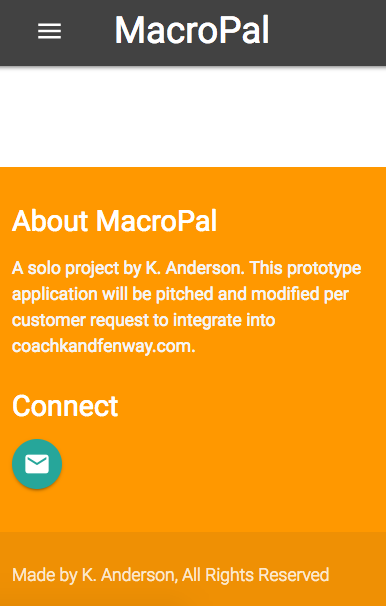 MacroPal
About MacroPal
A solo project by K. Anderson. This prototype
application will be pitched and modified per
customer request to integrate into
coachkandfenway.com.
Connect
Made by K. Anderson, All Rights Reserved